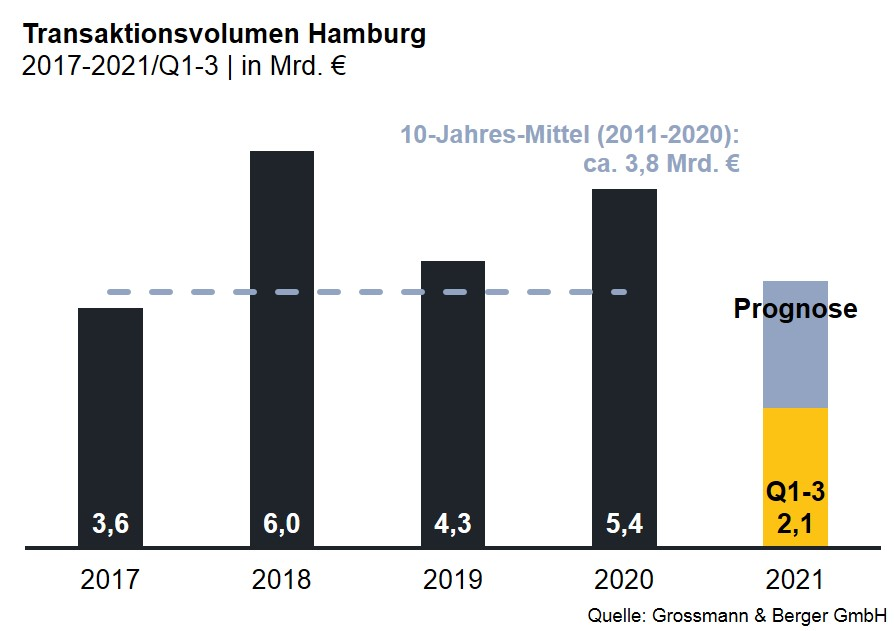 Transaktionsvolumen Hamburg
2017-2021/Q1-3 | in Mrd. €
10-Jahres-Mittel (2011-2020):
ca. 3,8 Mrd. €
Prognose
Q1-3
3,6 6,0 4,3 5,4 2,1
2017 2018 2019 2020 2021
Quelle: Grossmann & Berger GmbH